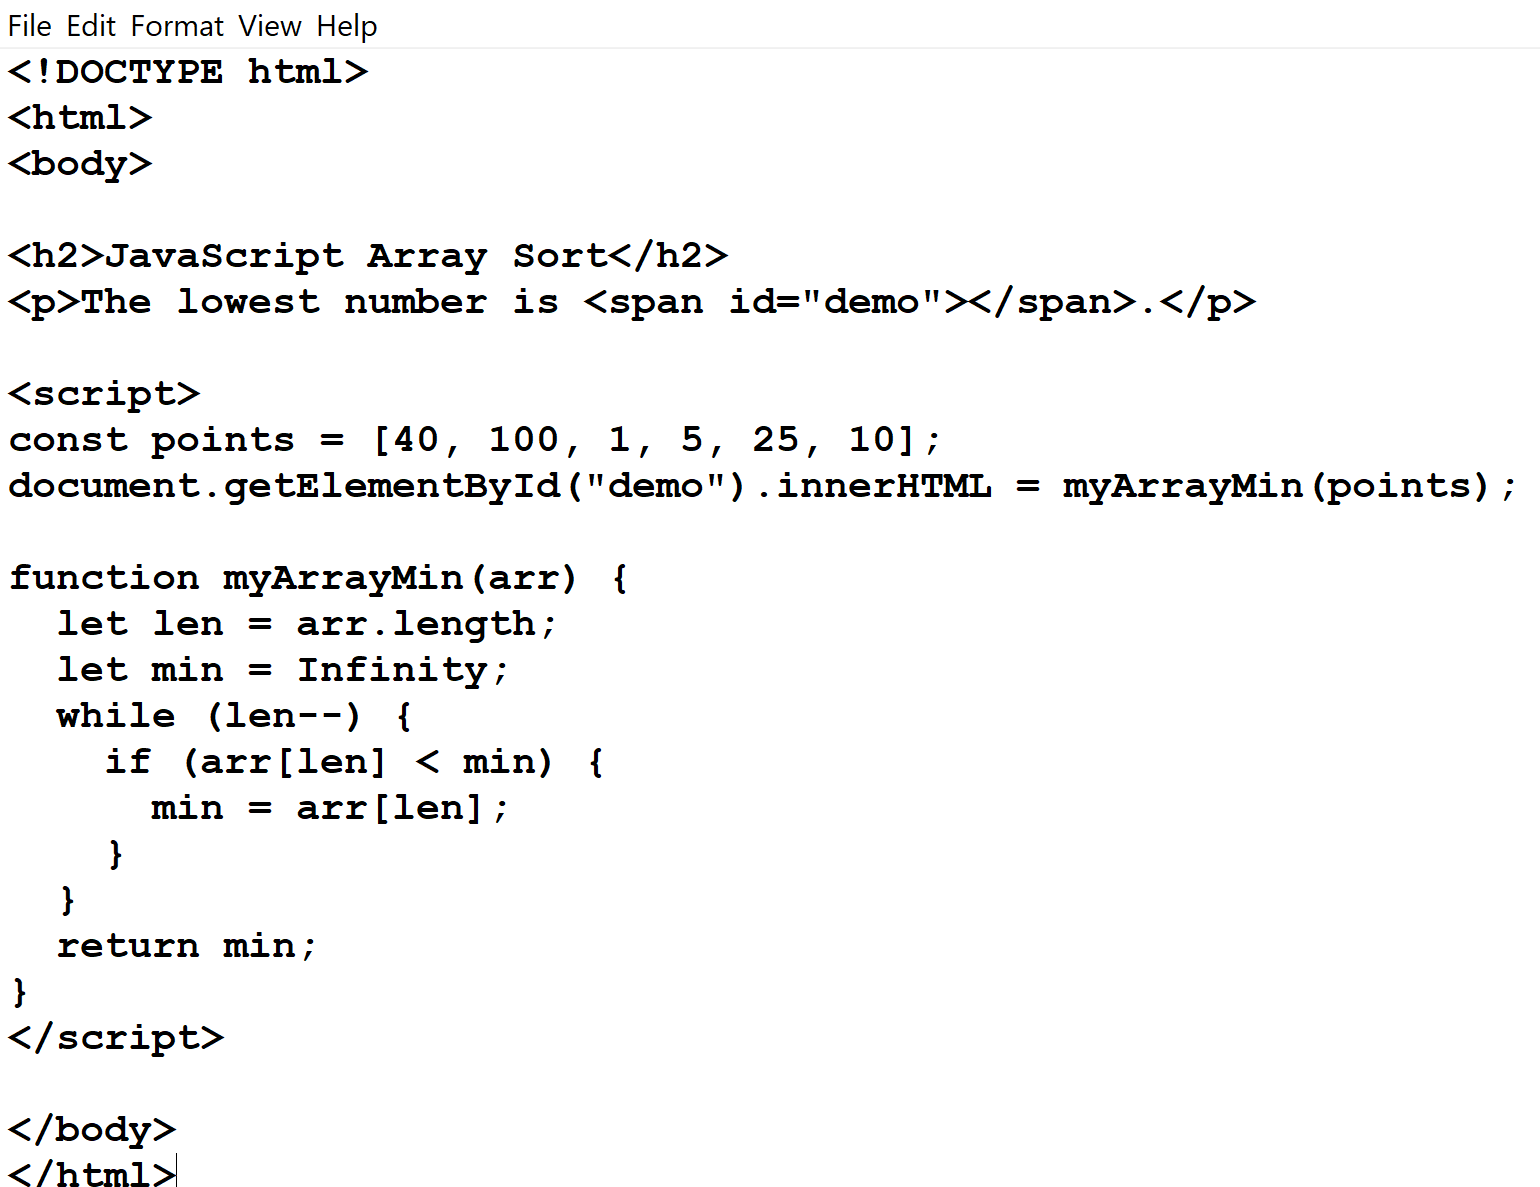 File Edit Format View Help
<!DOCTYPE html>
<html>
<body>

<h2>JavaScript Array Sort</h2>
<p>The lowest number is <span id="demo"></span>.</p>

<script>
const points = [40, 100, 1, 5, 25, 10];
document.getElementById("demo").innerHTML = myArrayMin(points);

function myArrayMin(arr) {
  let len = arr.length;
  let min = Infinity;
  while (len--) {
    if (arr[len] < min) {
      min = arr[len];
    }
  }
  return min;
}
</script>

</body>
</html>